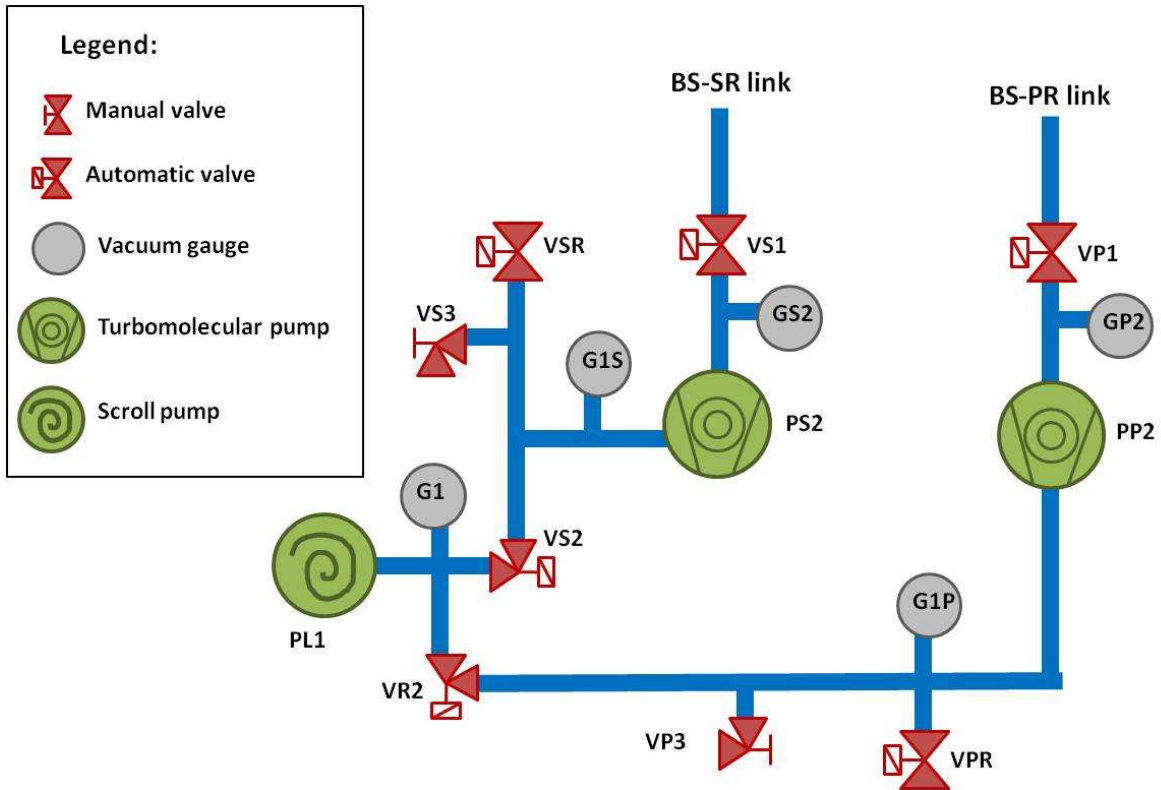 Legend:
Manual valve
Automatic valve
Vacuum gauge
Turbomolecular pump
Scroll pump
BS-SR link
BS-PR link
VSR
VS1
VP1
VS3
GS2
GP2
G1S
PS2
PP2
G1
VS2
PL1
G1P
VR2
VP3
VPR